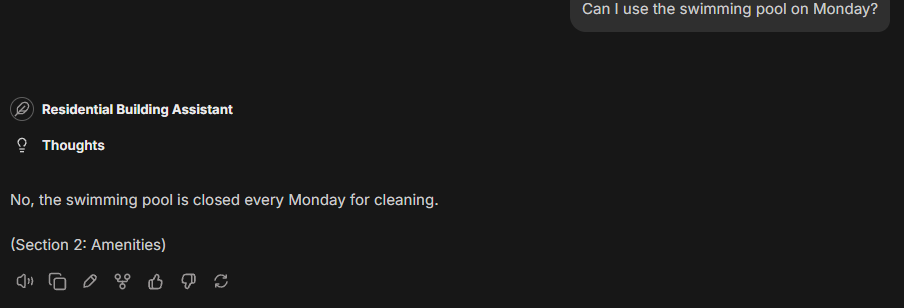 Can I use the swimming pool on Monday?
Residential Building Assistant
Thoughts
No, the swimming pool is closed every Monday for cleaning.
(Section 2: Amenities)